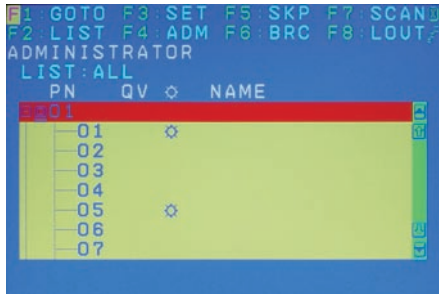 F1:GOTO F3:SET F5:SKP F7:SCAN
F2:LIST F4:ADM F6:BRC F8:LOUT
ADMINISTRATOR
LIST:ALL
PN QV ☼ NAME
01
01 ☼
02
03
04
05 ☼
06
07